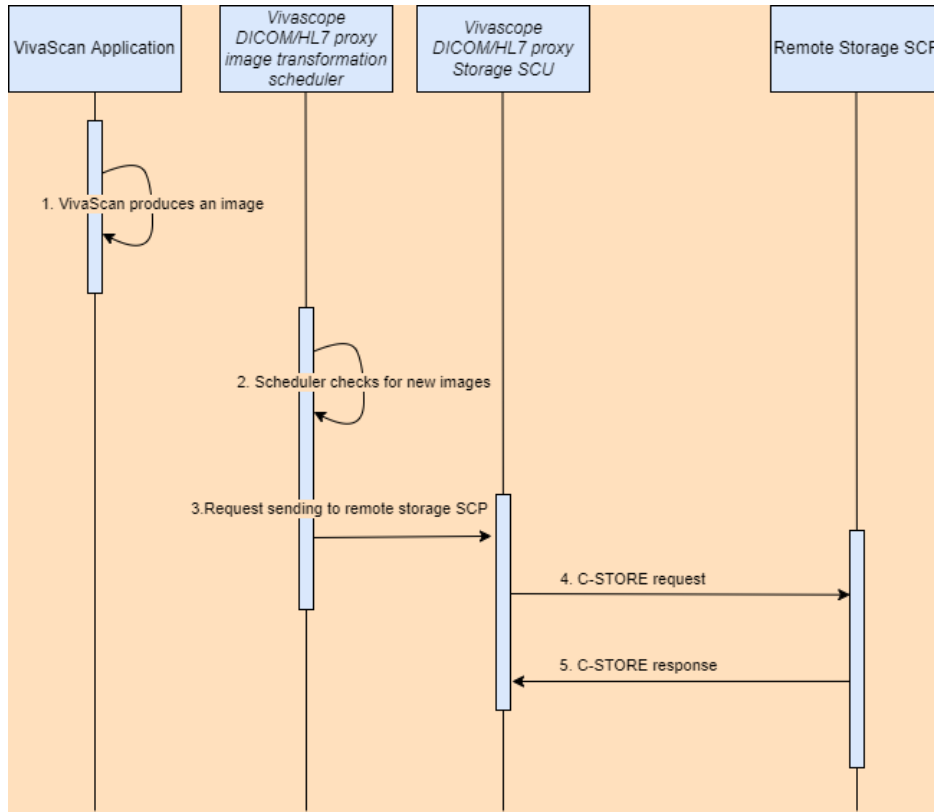 VivaScan Application
Vivascope
DICOM/HL7 proxy
image transformation
scheduler
Vivascope
DICOM/HL7 proxy
Storage SCU
Remote Storage SCP
1. VivaScan produces an image
2. Scheduler checks for new images
3.Request sending to remote storage SCP
4. C-STORE request
5. C-STORE response